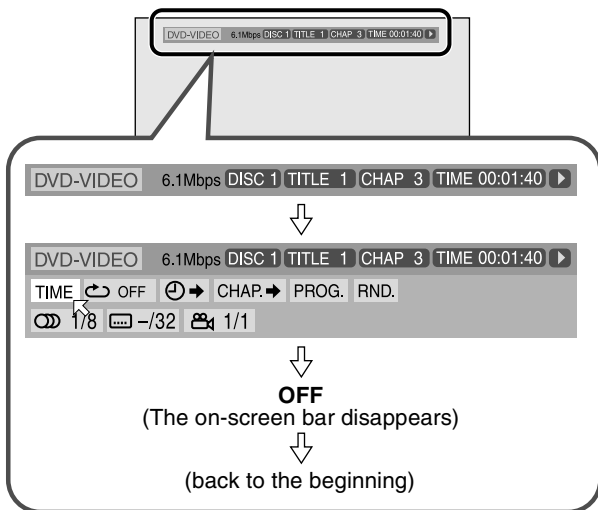 DVD-VIDEO 6.1Mbps DISC 1 TITLE 1 CHAP 3 TIME 00:01:40
DVD-VIDEO 6.1Mbps DISC 1 TITLE 1 CHAP 3 TIME 00:01:40
DVD-VIDEO 6.1Mbps DISC 1 TITLE 1 CHAP 3 TIME 00:01:40
TIME OFF CHAP. PROG. RND.
1/8 –/32 1/1
OFF
(The on-screen bar disappears)
(back to the beginning)